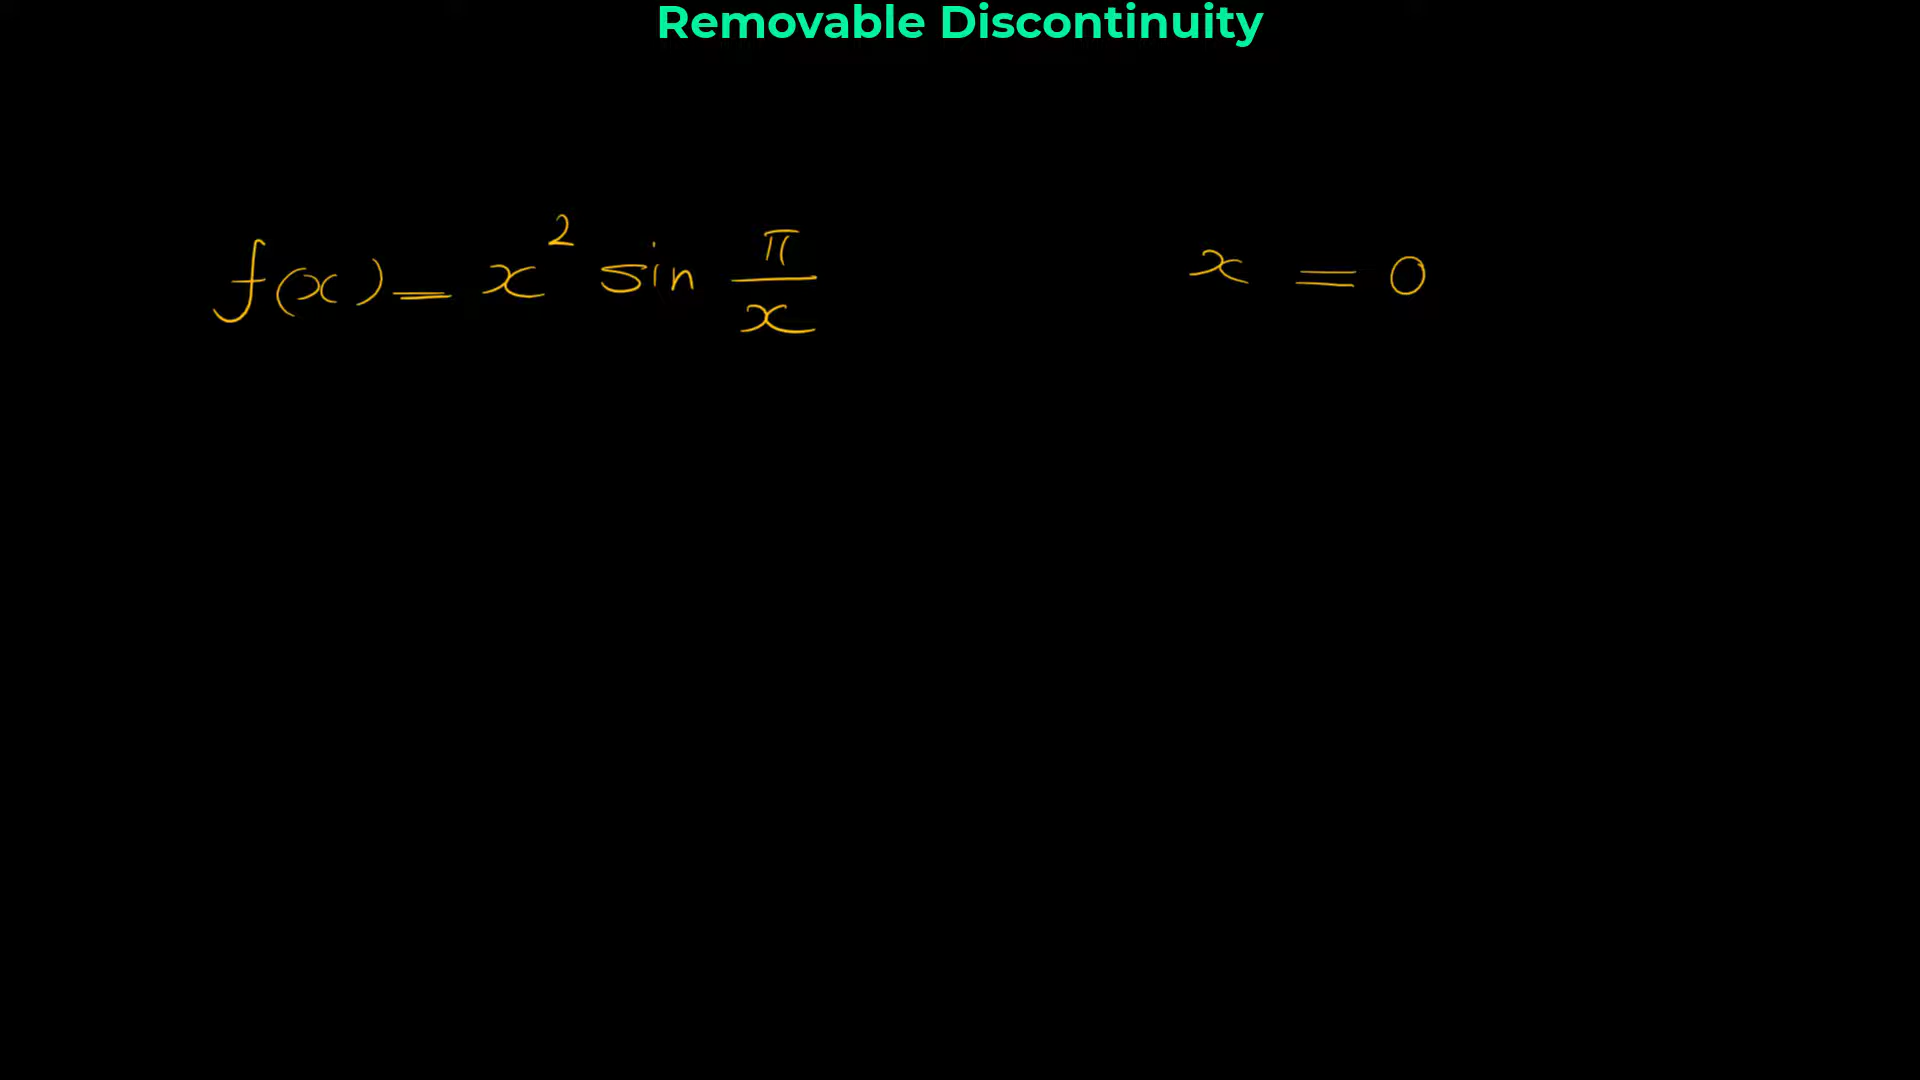 Removable Discontinuity
f(x) = x² sin π/x    x = 0